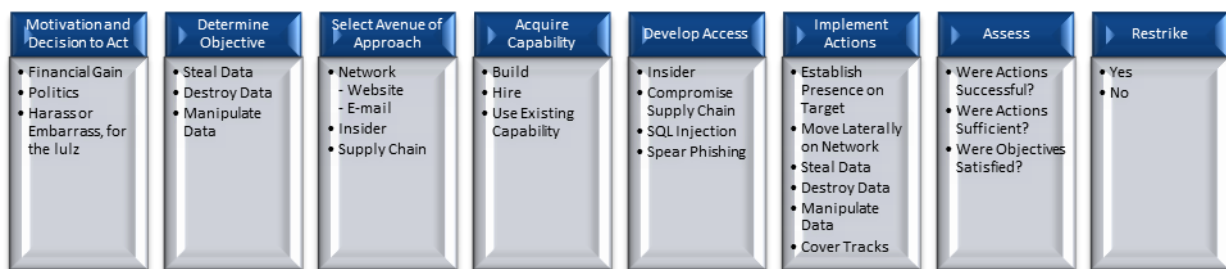 Motivation and
Decision to Act
• Financial Gain
• Politics
• Harass or
Embarrass, for
the lulz
Determine
Objective
• Steal Data
• Destroy Data
• Manipulate
Data
Select Avenue of
Approach
• Network
- Website
- E-mail
• Insider
• Supply Chain
Acquire
Capability
• Build
• Hire
• Use Existing
Capability
Develop Access
• Insider
• Compromise
Supply Chain
• SQL Injection
• Spear Phishing
Implement
Actions
• Establish
Presence on
Target
• Move Laterally
on Network
• Steal Data
• Destroy Data
• Manipulate
Data
• Cover Tracks
Assess
• Were Actions
Successful?
• Were Actions
Sufficient?
• Were Objectives
Satisfied?
Restrike
• Yes
• No